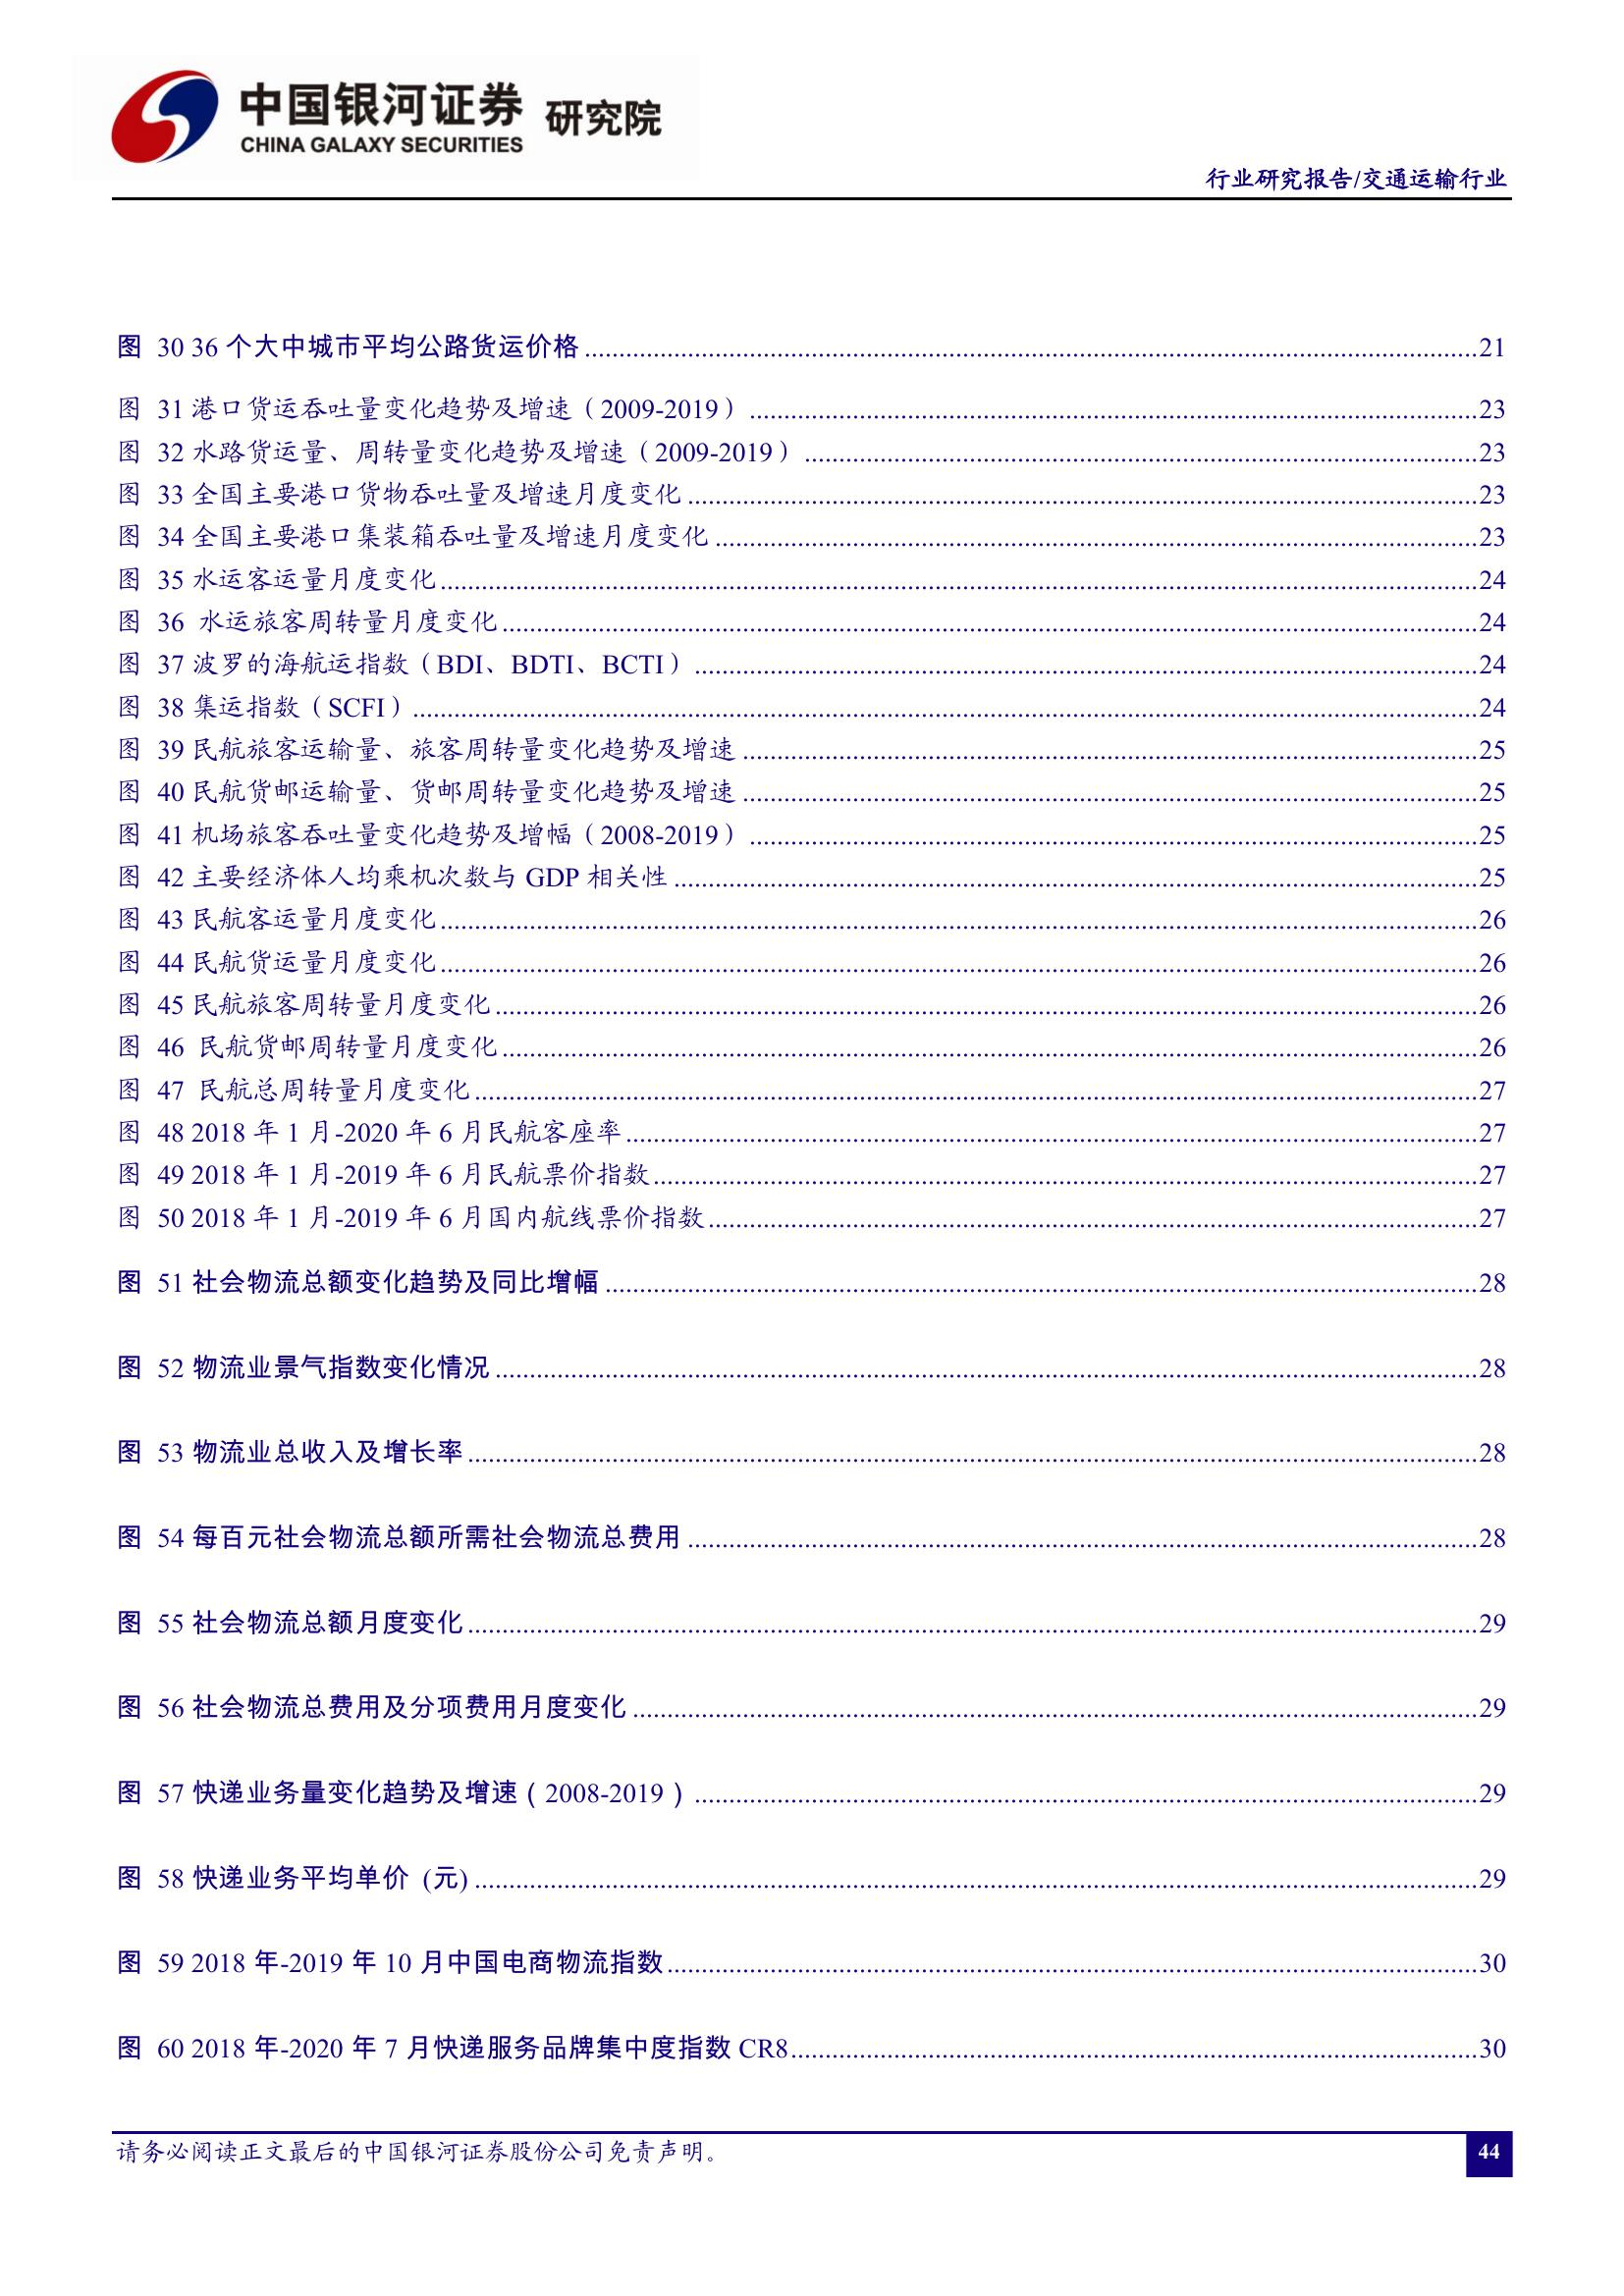 中国银河证券 研究院
CHINA GALAXY SECURITIES
行业研究报告/交通运输行业
图 30 36 个大中城市平均公路货运价格 ........ 21
图 31 港口货运吞吐量变化趋势及增速（2009-2019） ........ 23
图 32 水路货运量、周转量变化趋势及增速（2009-2019） ........ 23
图 33 全国主要港口货物吞吐量及增速月度变化 ........ 23
图 34 全国主要港口集装箱吞吐量及增速月度变化 ........ 23
图 35 水运客运量月度变化 ........ 24
图 36 水运旅客周转量月度变化 ........ 24
图 37 波罗的海航运指数（BDI、BDTI、BCTI） ........ 24
图 38 集运指数（SCFI） ........ 24
图 39 民航旅客运输量、旅客周转量变化趋势及增速 ........ 25
图 40 民航货邮运输量、货邮周转量变化趋势及增速 ........ 25
图 41 机场旅客吞吐量变化趋势及增幅（2008-2019） ........ 25
图 42 主要经济体人均乘机次数与 GDP 相关性 ........ 25
图 43 民航客运量月度变化 ........ 26
图 44 民航货运量月度变化 ........ 26
图 45 民航旅客周转量月度变化 ........ 26
图 46 民航货邮周转量月度变化 ........ 26
图 47 民航总周转量月度变化 ........ 27
图 48 2018 年 1 月-2020 年 6 月民航客座率 ........ 27
图 49 2018 年 1 月-2019 年 6 月民航票价指数 ........ 27
图 50 2018 年 1 月-2019 年 6 月国内航线票价指数 ........ 27
图 51 社会物流总额变化趋势及同比增幅 ........ 28
图 52 物流业景气指数变化情况 ........ 28
图 53 物流业总收入及增长率 ........ 28
图 54 每百元社会物流总额所需社会物流总费用 ........ 28
图 55 社会物流总额月度变化 ........ 29
图 56 社会物流总费用及分项费用月度变化 ........ 29
图 57 快递业务量变化趋势及增速（2008-2019） ........ 29
图 58 快递业务平均单价 (元) ........ 29
图 59 2018 年-2019 年 10 月中国电商物流指数 ........ 30
图 60 2018 年-2020 年 7 月快递服务品牌集中度指数 CR8 ........ 30
请务必阅读正文最后的中国银河证券股份公司免责声明。
44